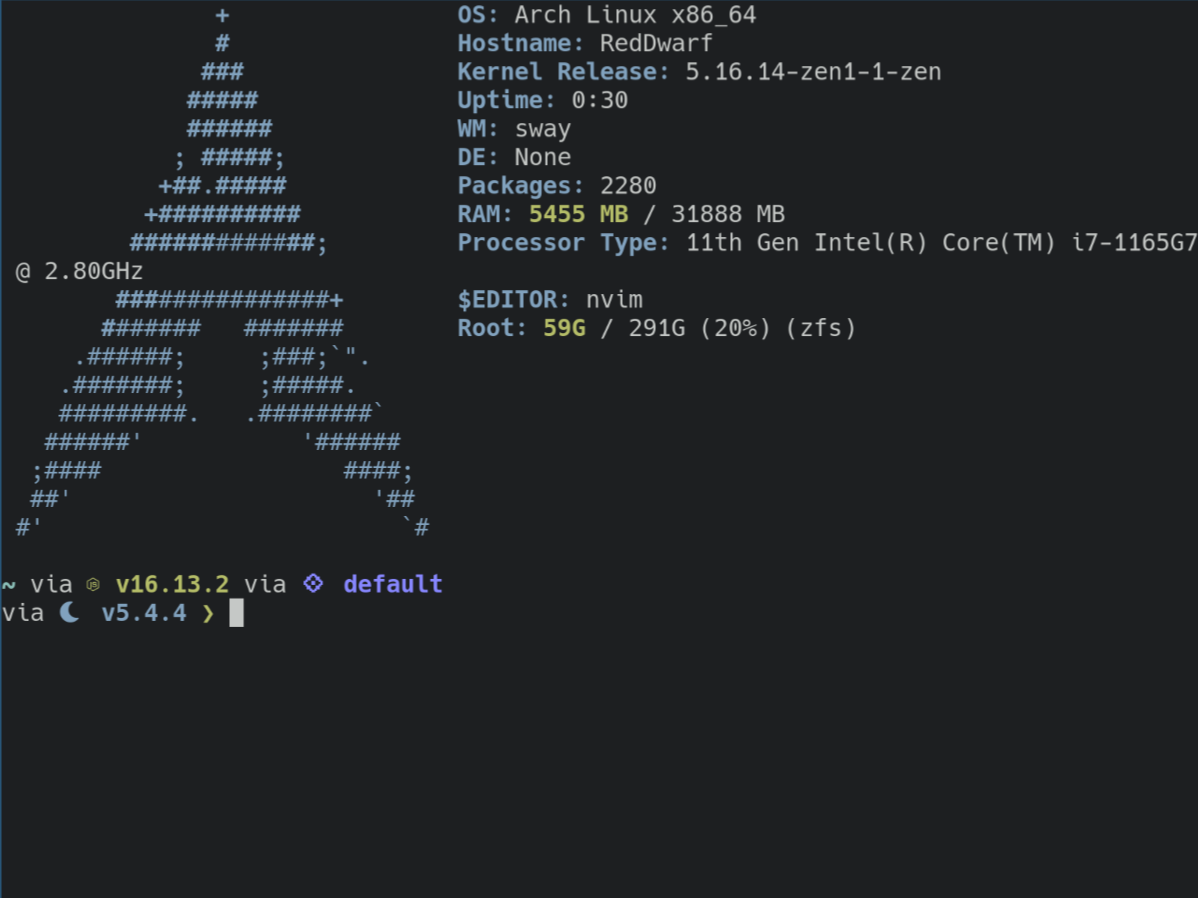 +                OS: Arch Linux x86_64
               #                Hostname: RedDwarf
              ###               Kernel Release: 5.16.14-zen1-1-zen
             #####              Uptime: 0:30
             ######             WM: sway
            ; #####;            DE: None
           +##.#####            Packages: 2280
          +##########           RAM: 5455 MB / 31888 MB
         #############;         Processor Type: 11th Gen Intel(R) Core(TM) i7-1165G7
 @ 2.80GHz
        ###############+        $EDITOR: nvim
       #######   #######        Root: 59G / 291G (20%) (zfs)
     .######;     ;###;`".
    .#######;     ;#####.
    #########.   .########`
   ######'           '######
  ;####                 ####;
  ##'                     '##
 #'                         `#
~ via v16.13.2 via default
via v5.4.4 ❯